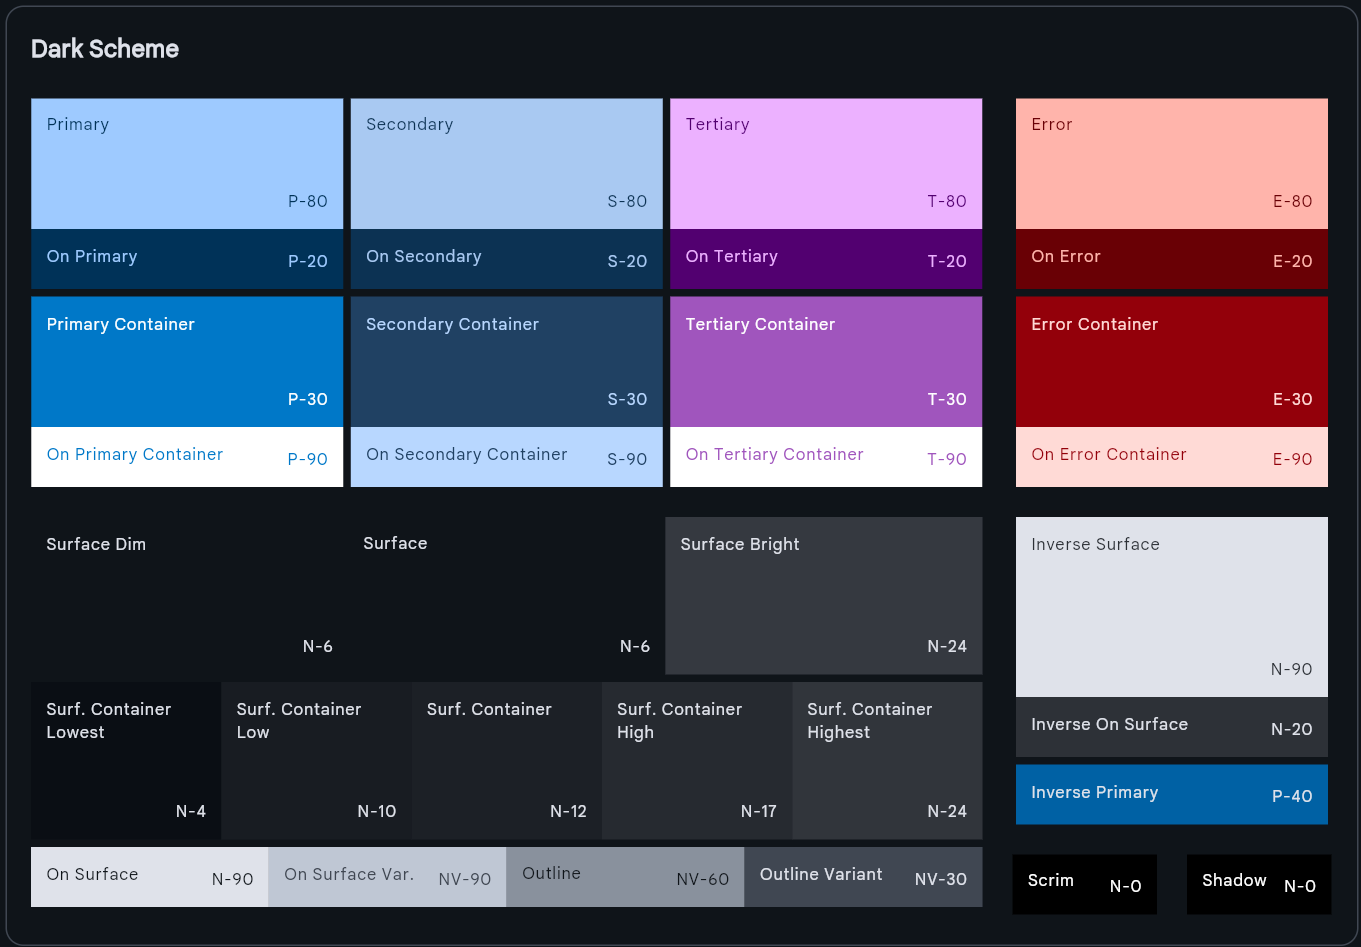 Dark Scheme
Primary
P-80
Secondary
S-80
Tertiary
T-80
Error
E-80
On Primary
P-20
On Secondary
S-20
On Tertiary
T-20
On Error
E-20
Primary Container
P-30
Secondary Container
S-30
Tertiary Container
T-30
Error Container
E-30
On Primary Container
P-90
On Secondary Container
S-90
On Tertiary Container
T-90
On Error Container
E-90
Surface Dim
N-6
Surface
N-6
Surface Bright
N-24
Inverse Surface
N-90
Inverse On Surface
N-20
Inverse Primary
P-40
Surf. Container
Lowest
N-4
Surf. Container
Low
N-10
Surf. Container
N-12
Surf. Container
High
N-17
Surf. Container
Highest
N-24
On Surface
N-90
On Surface Var.
NV-90
Outline
NV-60
Outline Variant
NV-30
Scrim
N-0
Shadow
N-0